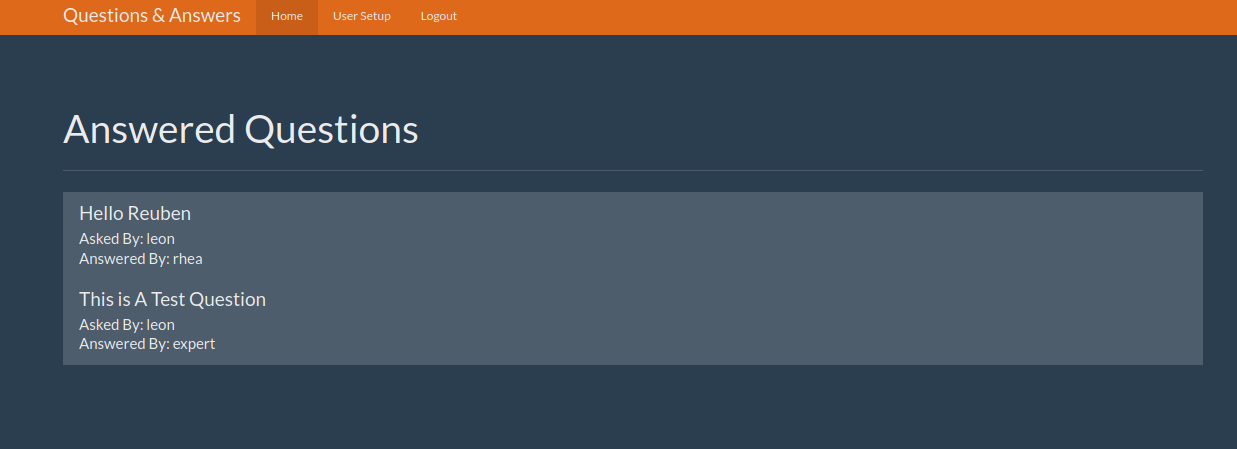 Questions & Answers Home User Setup Logout
Answered Questions
Hello Reuben
Asked By: leon
Answered By: rhea
This is A Test Question
Asked By: leon
Answered By: expert